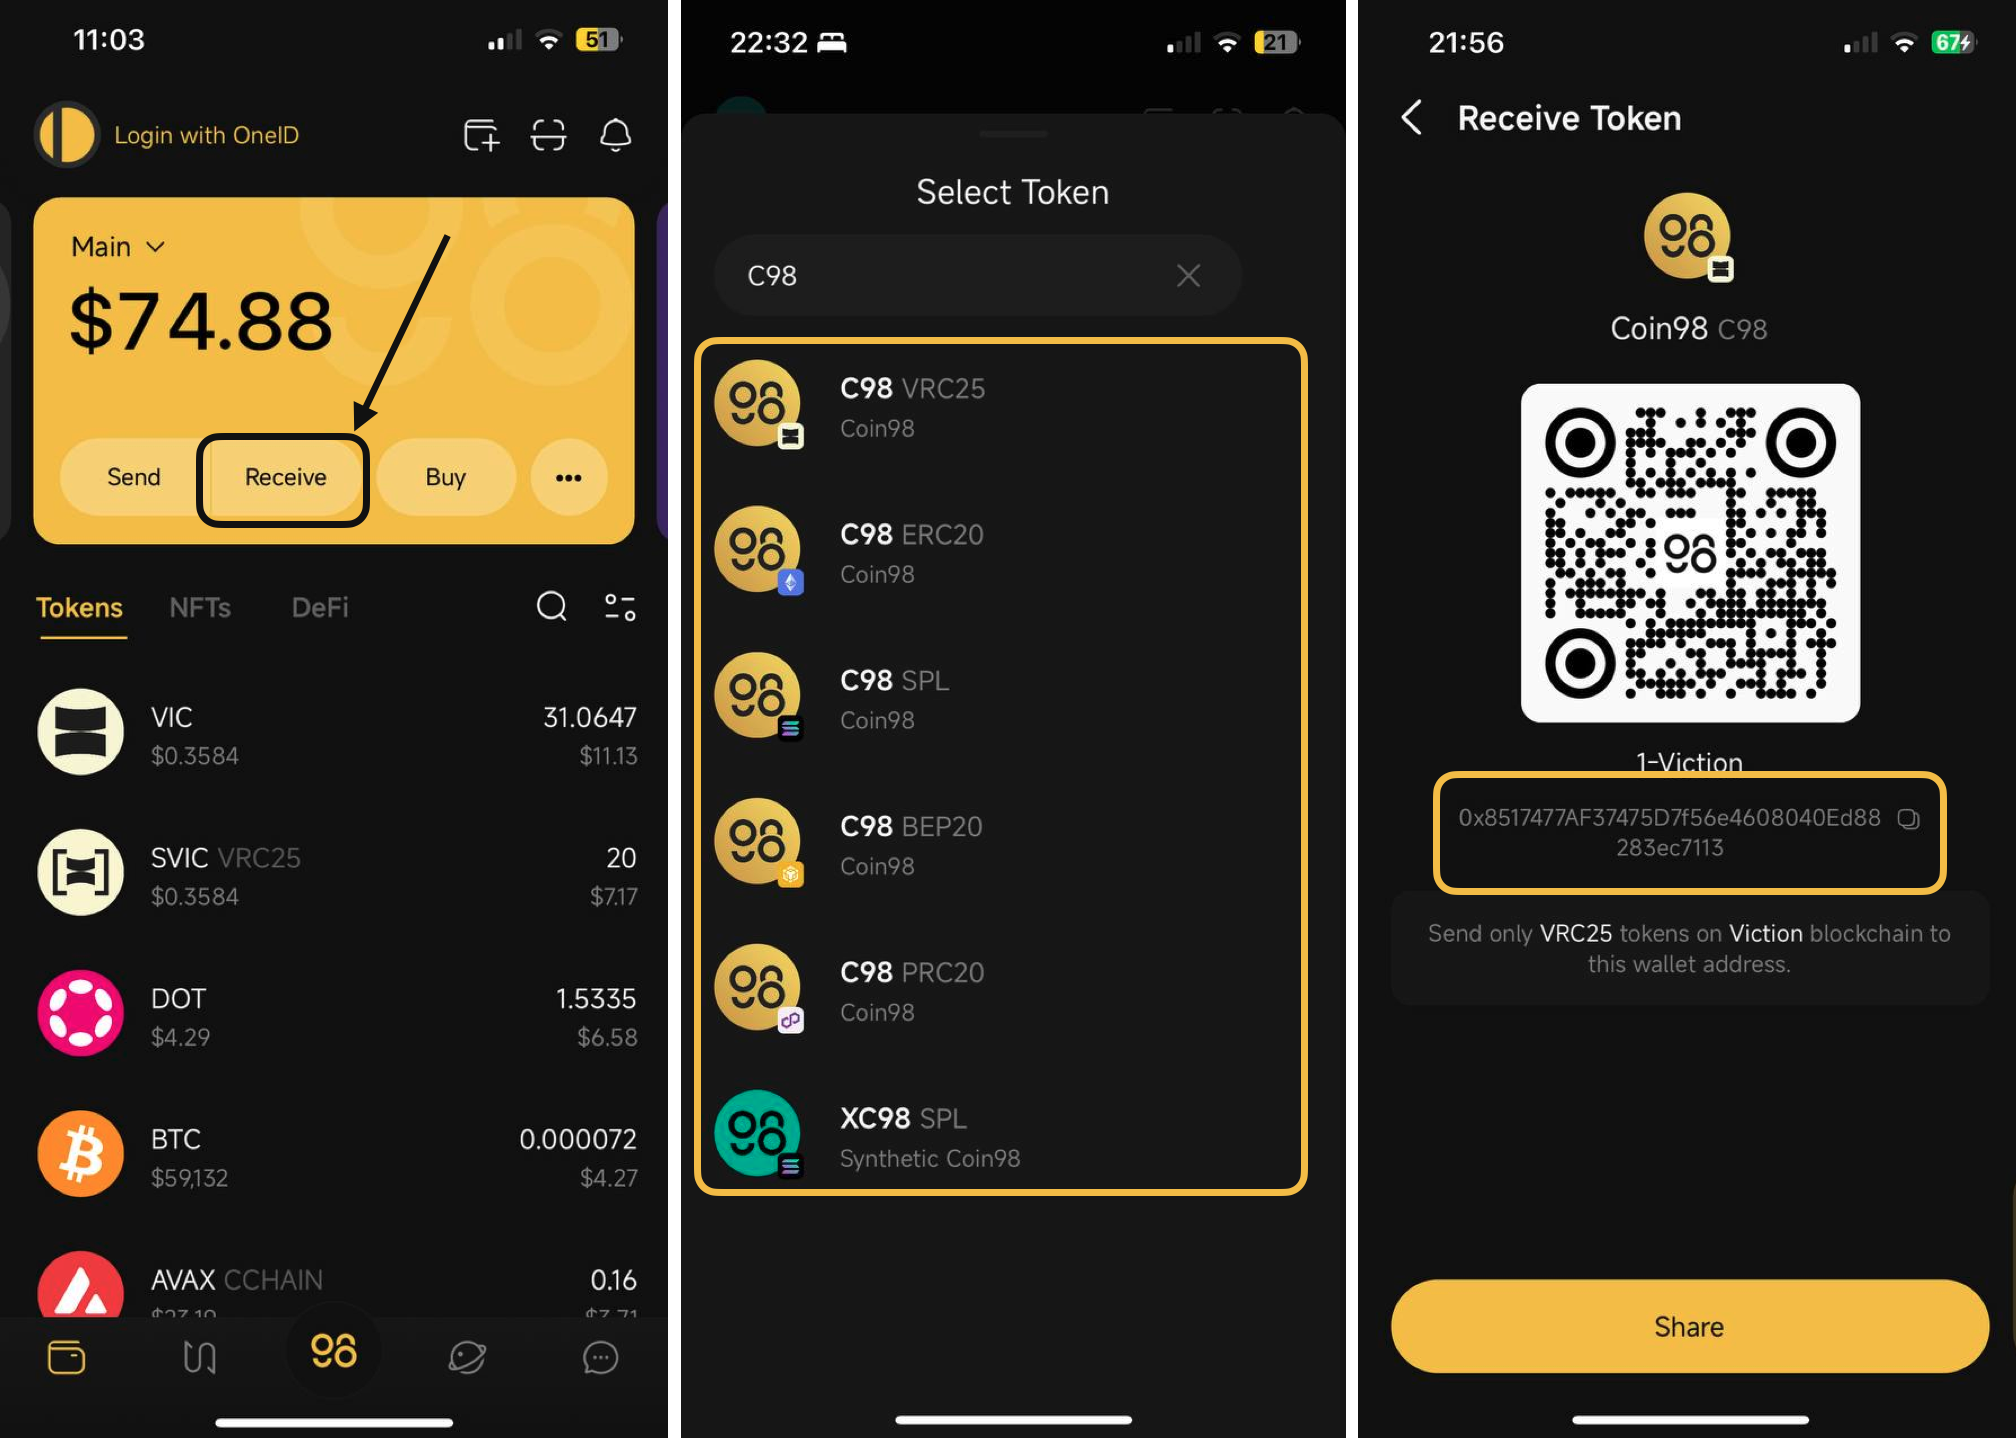 11:03
51
Login with OneID
Main
$74.88
Send
Receive
Buy
Tokens
NFTs
DeFi
VIC
31.0647
$0.3584
$11.13
SVIC VRC25
20
$0.3584
$7.17
DOT
1.5335
$4.29
$6.58
BTC
0.000072
$59,132
$4.27
AVAX CCHAIN
0.16
22:32
21
Select Token
C98
C98 VRC25
Coin98
C98 ERC20
Coin98
C98 SPL
Coin98
C98 BEP20
Coin98
C98 PRC20
Coin98
XC98 SPL
Synthetic Coin98
21:56
67
Receive Token
Coin98 C98
1-Viction
0x8517477AF37475D7f56e4608040Ed88
283ec7113
Send only VRC25 tokens on Viction blockchain to
this wallet address.
Share